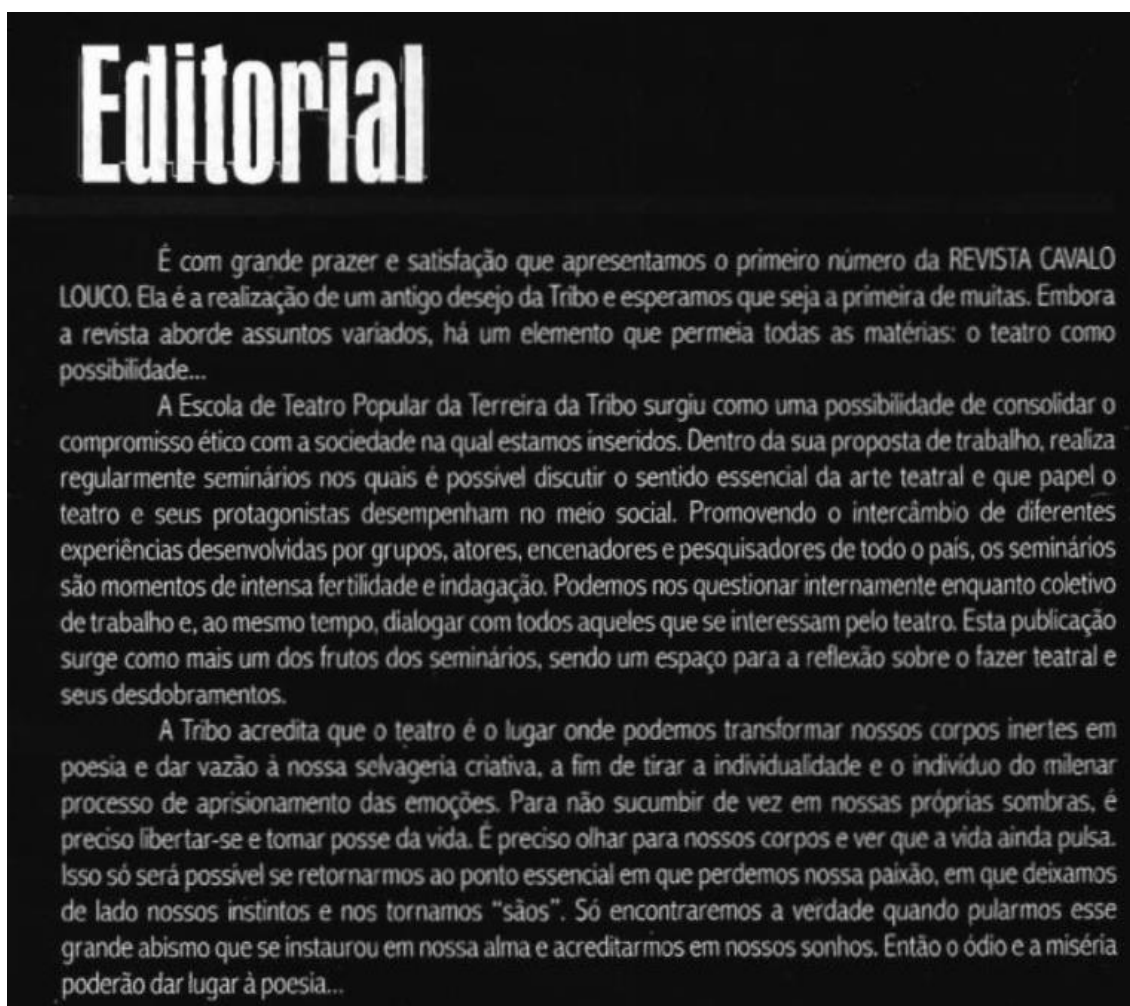 Editorial
É com grande prazer e satisfação que apresentamos o primeiro número da REVISTA CAVALO
LOUCO. Ela é a realização de um antigo desejo da Tribo e esperamos que seja a primeira de muitas. Embora
a revista aborde assuntos variados, há um elemento que permeia todas as matérias: o teatro como
possibilidade...
A Escola de Teatro Popular da Terreira da Tribo surgiu como uma possibilidade de consolidar o
compromisso ético com a sociedade na qual estamos inseridos. Dentro da sua proposta de trabalho, realiza
regularmente seminários nos quais é possível discutir o sentido essencial da arte teatral e que papel o
teatro e seus protagonistas desempenham no meio social. Promovendo o intercâmbio de diferentes
experiências desenvolvidas por grupos, atores, encenadores e pesquisadores de todo o país, os seminários
são momentos de intensa fertilidade e indagação. Podemos nos questionar internamente enquanto coletivo
de trabalho e, ao mesmo tempo, dialogar com todos aqueles que se interessam pelo teatro. Esta publicação
surge como mais um dos frutos dos seminários, sendo um espaço para a reflexão sobre o fazer teatral e
seus desdobramentos.
A Tribo acredita que o teatro é o lugar onde podemos transformar nossos corpos inertes em
poesia e dar vazão à nossa selvageria criativa, a fim de tirar a individualidade e o indivíduo do milenar
processo de aprisionamento das emoções. Para não sucumbir de vez em nossas próprias sombras, é
preciso libertar-se e tomar posse da vida. É preciso olhar para nossos corpos e ver que a vida ainda pulsa.
Isso só será possível se retornarmos ao ponto essencial em que perdemos nossa paixão, em que deixamos
de lado nossos instintos e nos tornamos “sãos”. Só encontraremos a verdade quando pularmos esse
grande abismo que se instaurou em nossa alma e acreditarmos em nossos sonhos. Então o ódio e a miséria
poderão dar lugar à poesia...